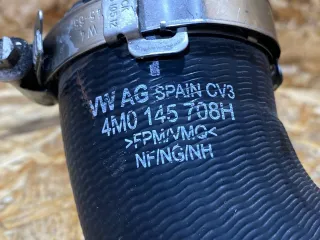 VW AG SPAIN CV3
4M0 145 708H
>FPM/VMQ<
NF/NG/NH